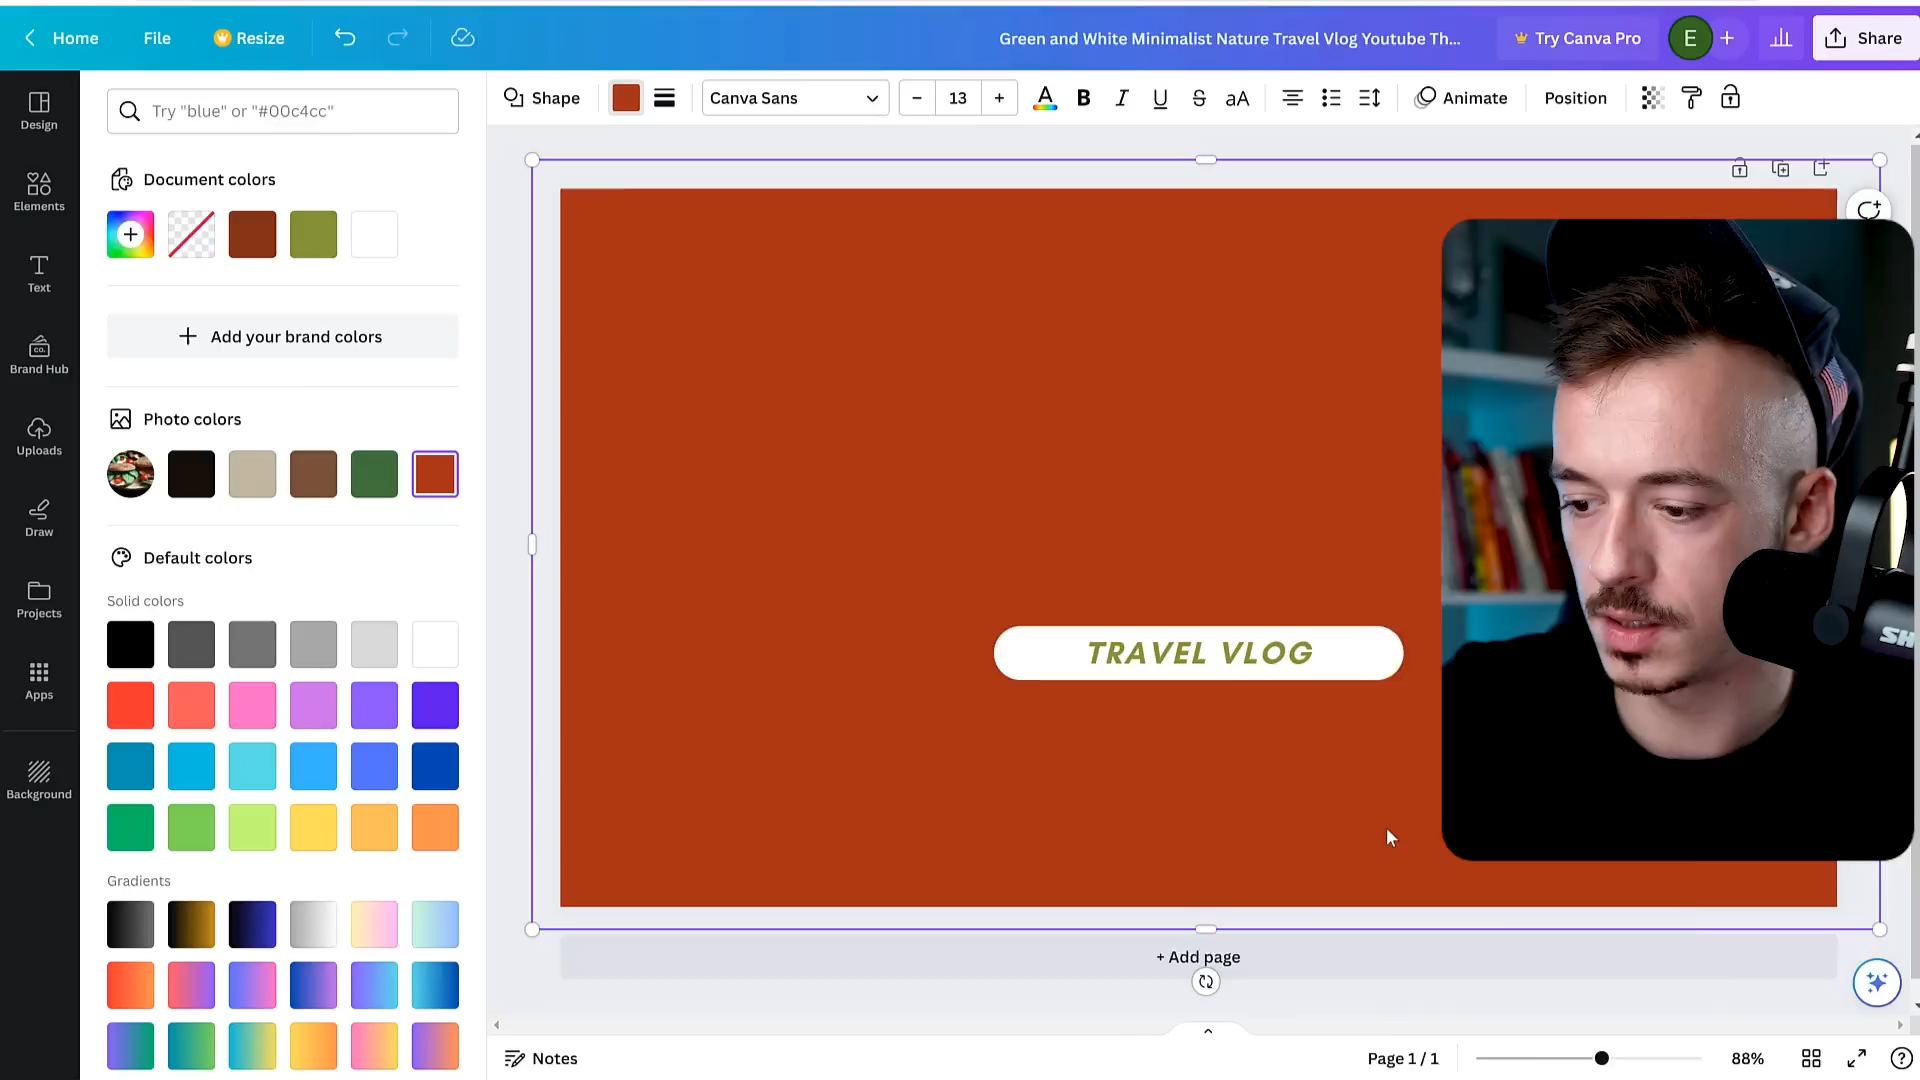 Home
File
Resize
Green and White Minimalist Nature Travel Vlog Youtube Th...
Try Canva Pro
E
Share
Design
Elements
Text
Brand Hub
Uploads
Draw
Projects
Apps
Background
Try "blue" or "#00c4cc"
Document colors
Add your brand colors
Photo colors
Default colors
Solid colors
Gradients
Shape
Canva Sans
13
A
B
I
U
S
aA
Animate
Position
TRAVEL VLOG
+ Add page
Notes
Page 1 / 1
88%